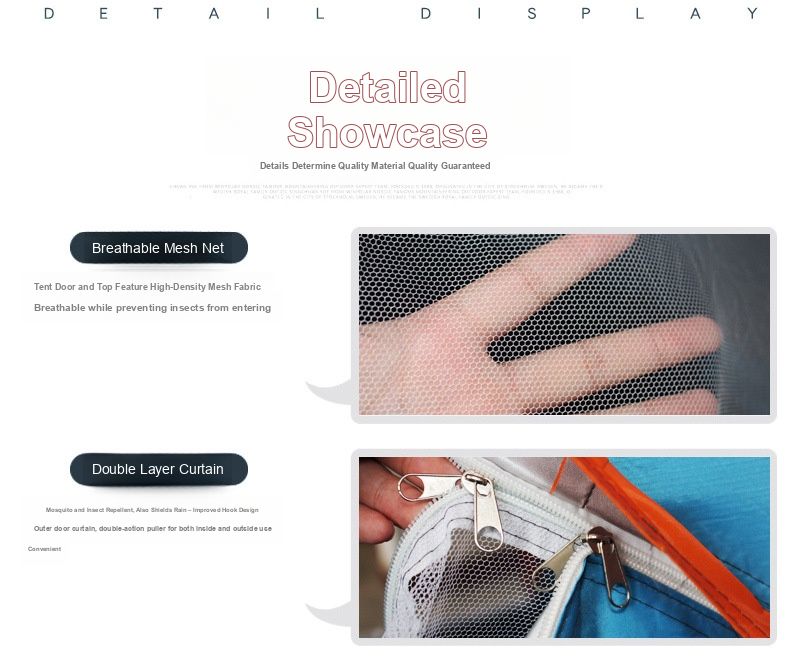 DETAIL DISPLAY
Detailed
Showcase
Details Determine Quality Material Quality Guaranteed
Breathable Mesh Net
Tent Door and Top Feature High-Density Mesh Fabric
Breathable while preventing insects from entering
Double Layer Curtain
Mosquito and Insect Repellent, Also Shields Rain – Improved Hook Design
Outer door curtain, double-action puller for both inside and outside use
Convenient